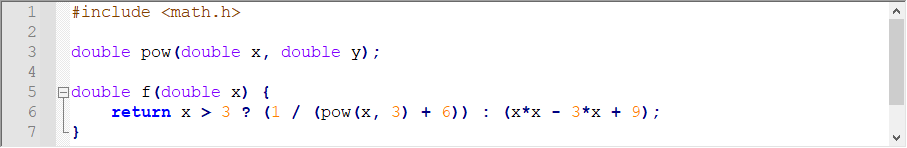 1 #include <math.h>
2
3 double pow(double x, double y);
4
5 double f(double x) {
6 return x > 3 ? (1 / (pow(x, 3) + 6)) : (x*x - 3*x + 9);
7 }